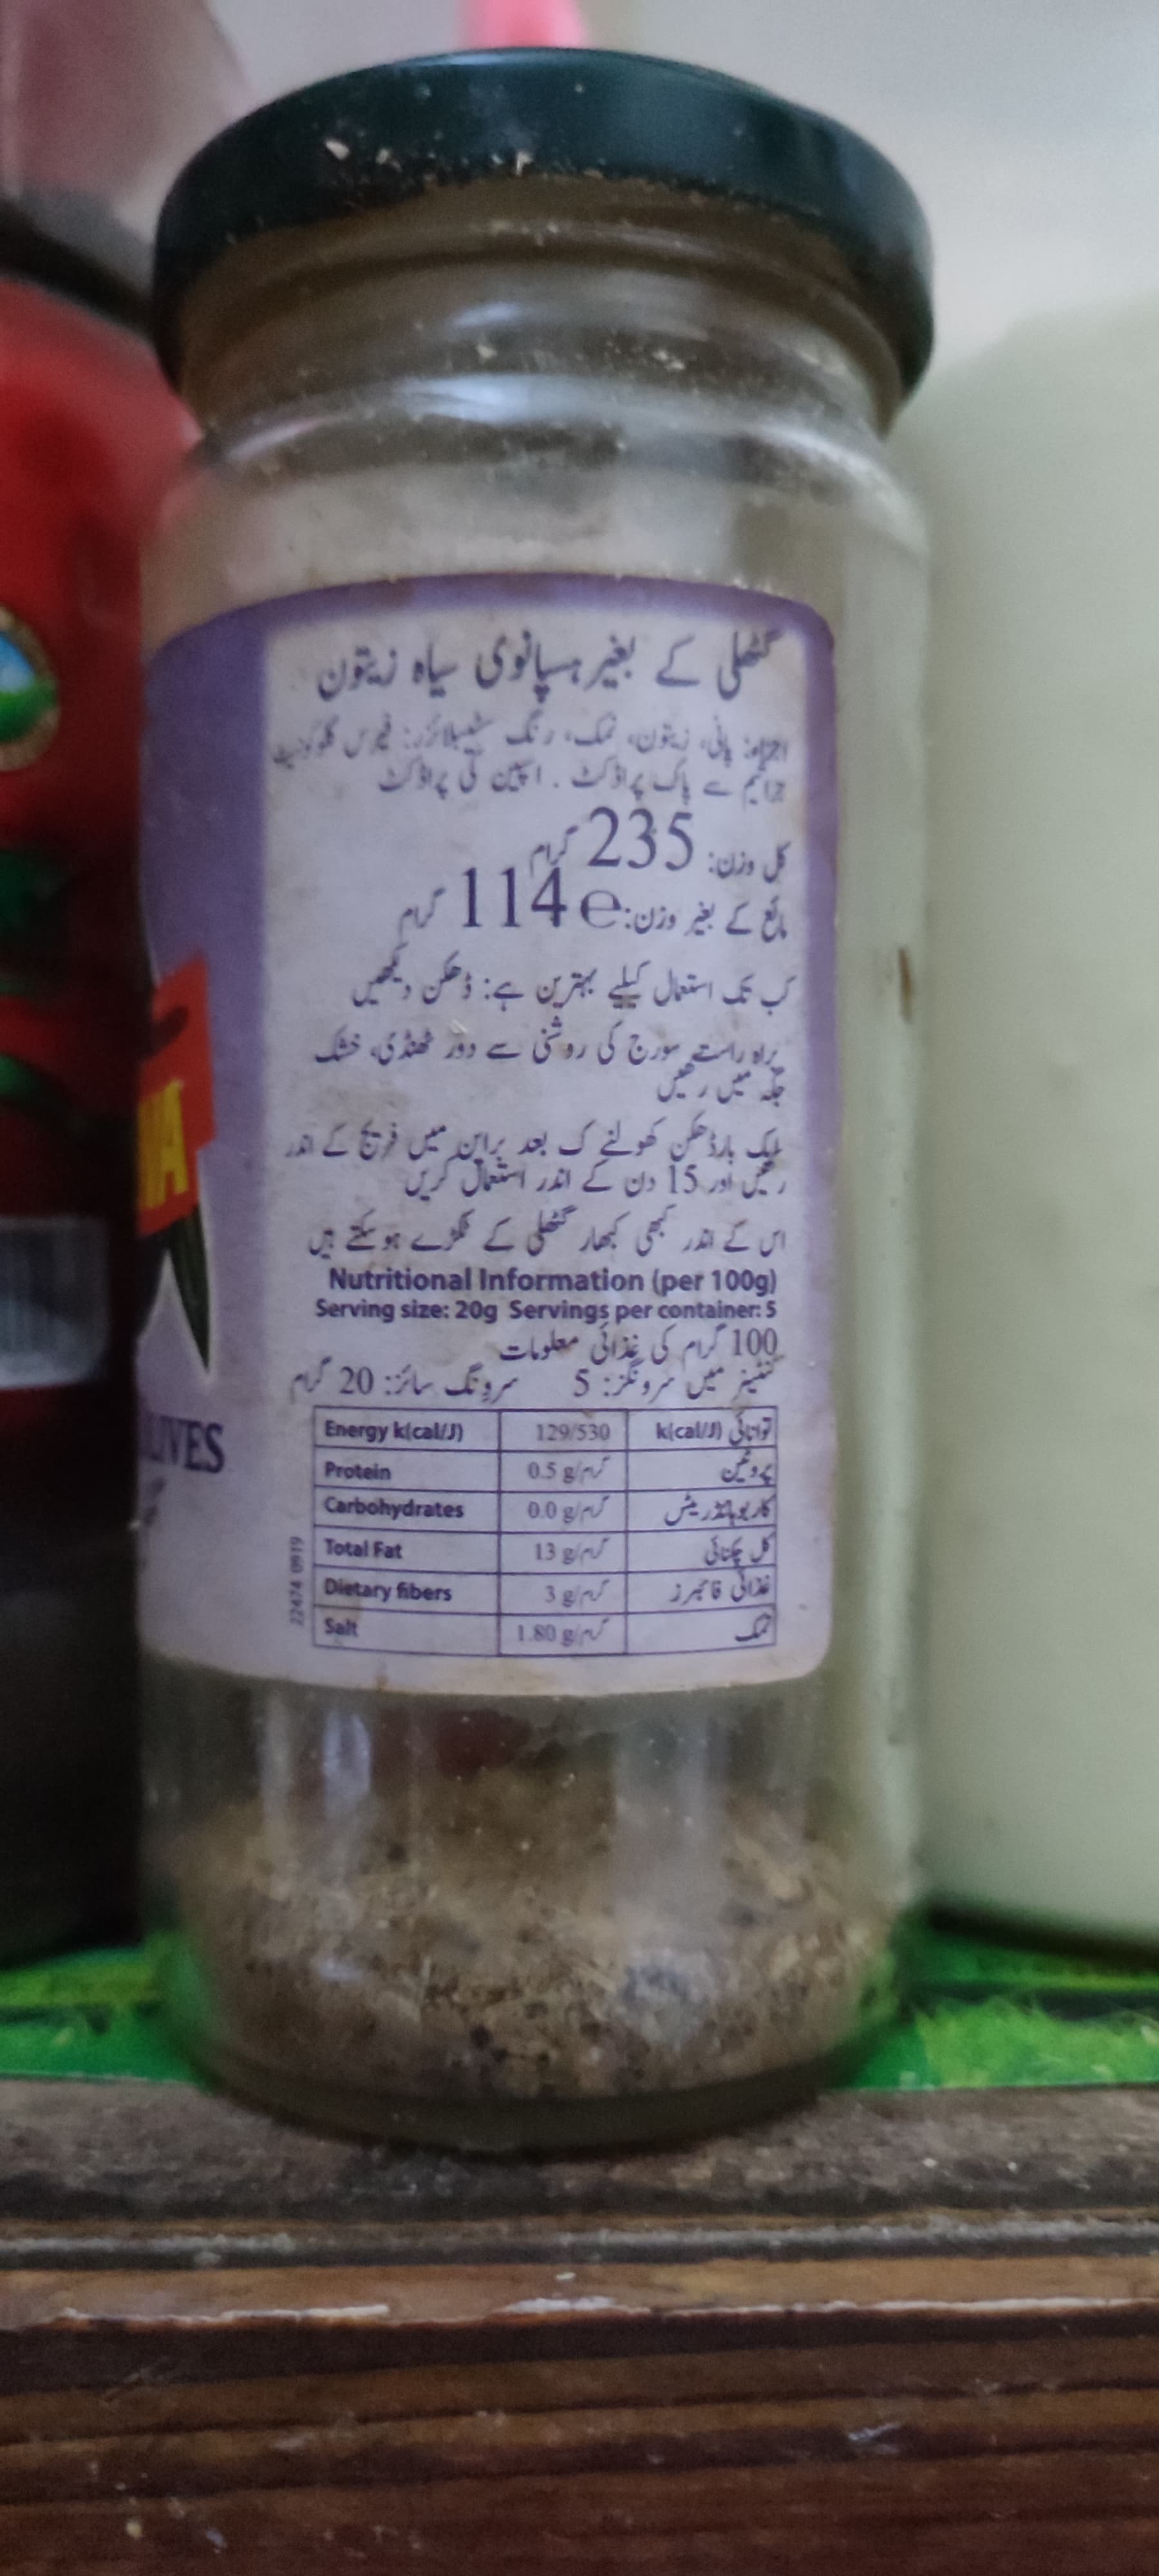 گٹھلی کے بغیر ہسپانوی سیاہ زیتون
اجزاء: پانی، زیتون، نمک، رنگ سٹیبلائزر: فیرس گلوکونیٹ
جراثیم سے پاک پراڈکٹ . اسپین کی پراڈکٹ
کل وزن: 235 گرام
مائع کے بغیر وزن: e 114 گرام
کب تک استعمال کیلیے بہترین ہے: ڈھکن دیکھیں
براہ راست سورج کی روشنی سے دور ٹھنڈی، خشک
جگہ میں رکھیں
ایک بار ڈھکن کھولنے ک بعد براین میں فریج کے اندر
رکھیں اور 15 دن کے اندر استعمال کریں
اس کے اندر کبھی کبھار گٹھلی کے ٹکڑے ہو سکتے ہیں
Nutritional Information (per 100g)
Serving size: 20g Servings per container: 5
100 گرام کی غذائی معلومات
کنٹینر میں سرونگز: 5 سرونگ سائز: 20 گرام
Energy k(cal/J) 129/530 توانائی k(cal/J)
Protein 0.5 g/گرام پروٹین
Carbohydrates 0.0 g/گرام کاربوہائڈریٹس
Total Fat 13 g/گرام کل چکنائی
Dietary fibers 3 g/گرام غذائی فائبرز
Salt 1.80 g/گرام نمک
22474 0919
LIVES